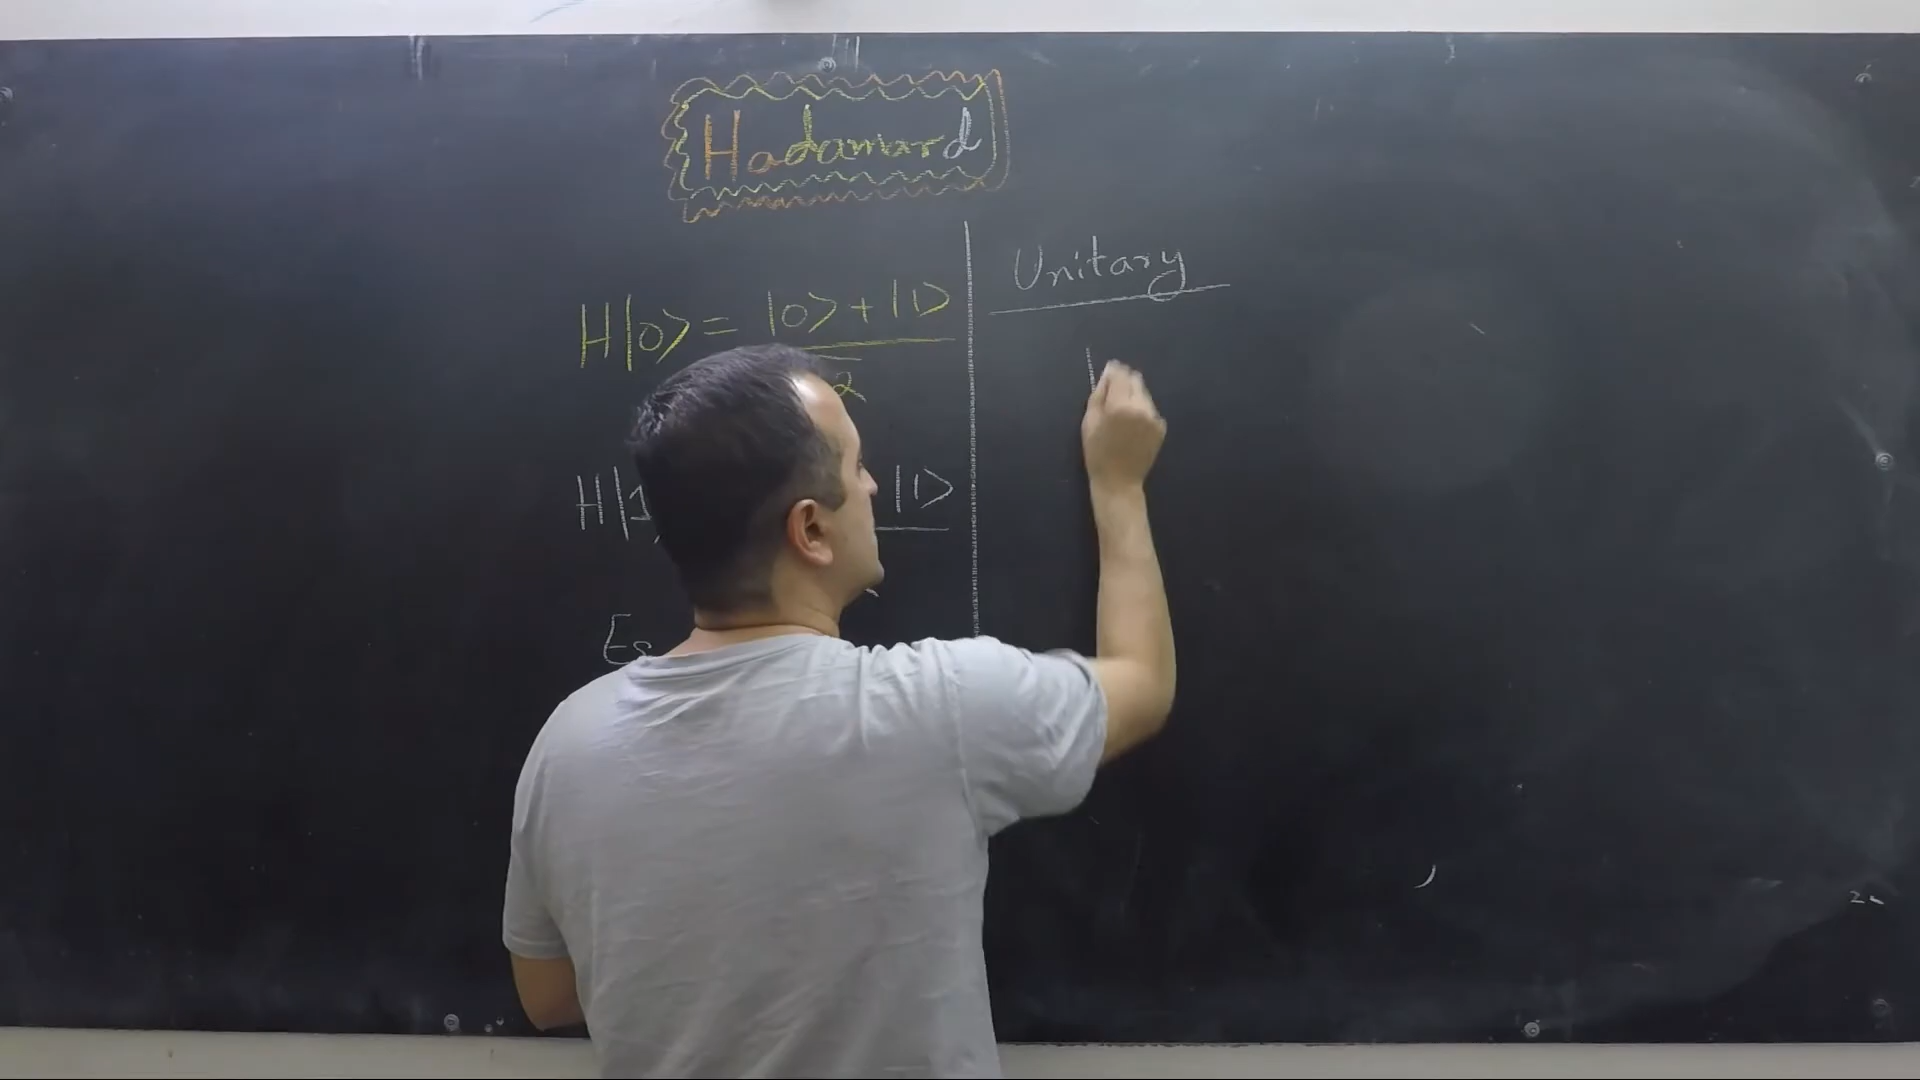 Hadamard
H|0> = |0> + |1>
2
H|1 |1>
Es
Unitary